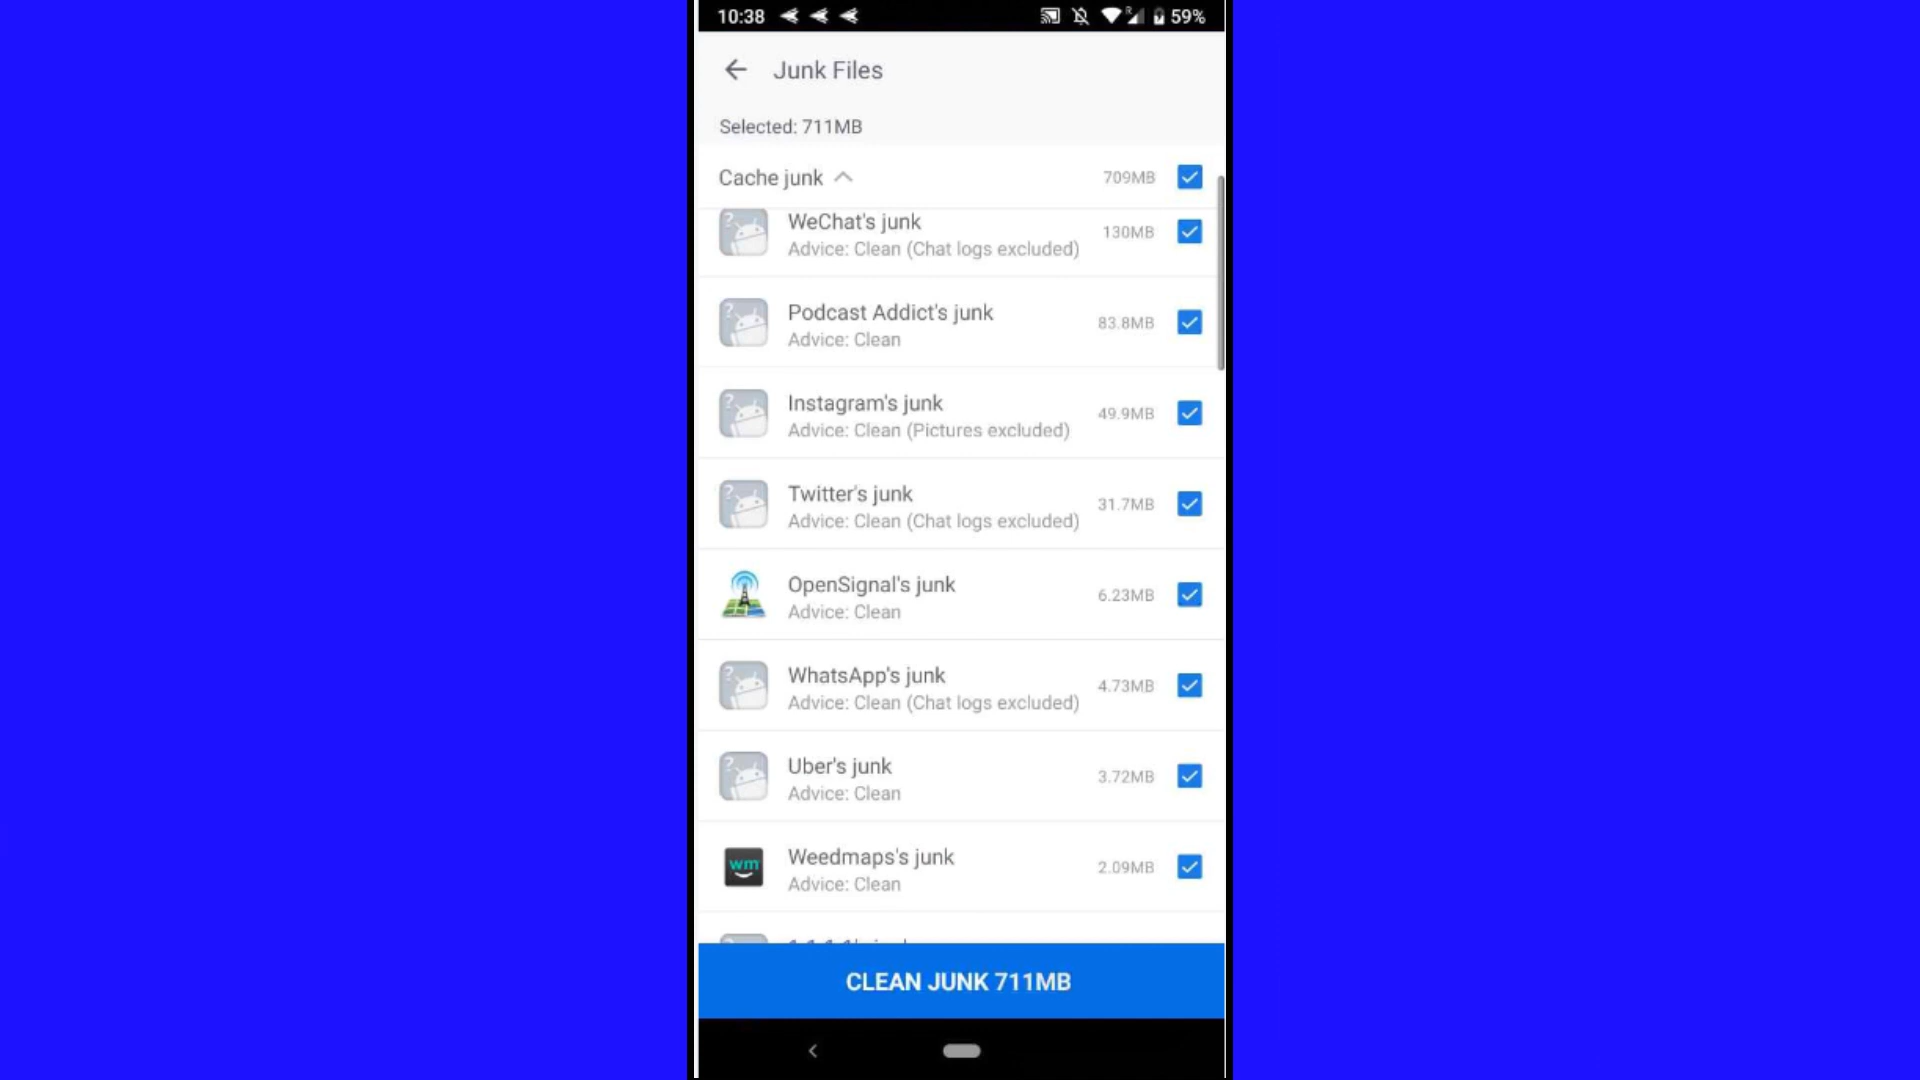 10:38 R 59%
Junk Files
Selected: 711MB
Cache junk 709MB
WeChat's junk 130MB
Advice: Clean (Chat logs excluded)
Podcast Addict's junk 83.8MB
Advice: Clean
Instagram's junk 49.9MB
Advice: Clean (Pictures excluded)
Twitter's junk 31.7MB
Advice: Clean (Chat logs excluded)
OpenSignal's junk 6.23MB
Advice: Clean
WhatsApp's junk 4.73MB
Advice: Clean (Chat logs excluded)
Uber's junk 3.72MB
Advice: Clean
wm Weedmaps's junk 2.09MB
Advice: Clean
CLEAN JUNK 711MB